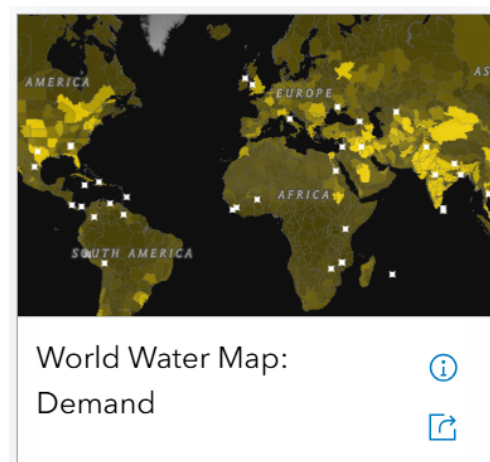 AMERICA
EUROPE
AS
AFRICA
SOUTH AMERICA
World Water Map:
Demand